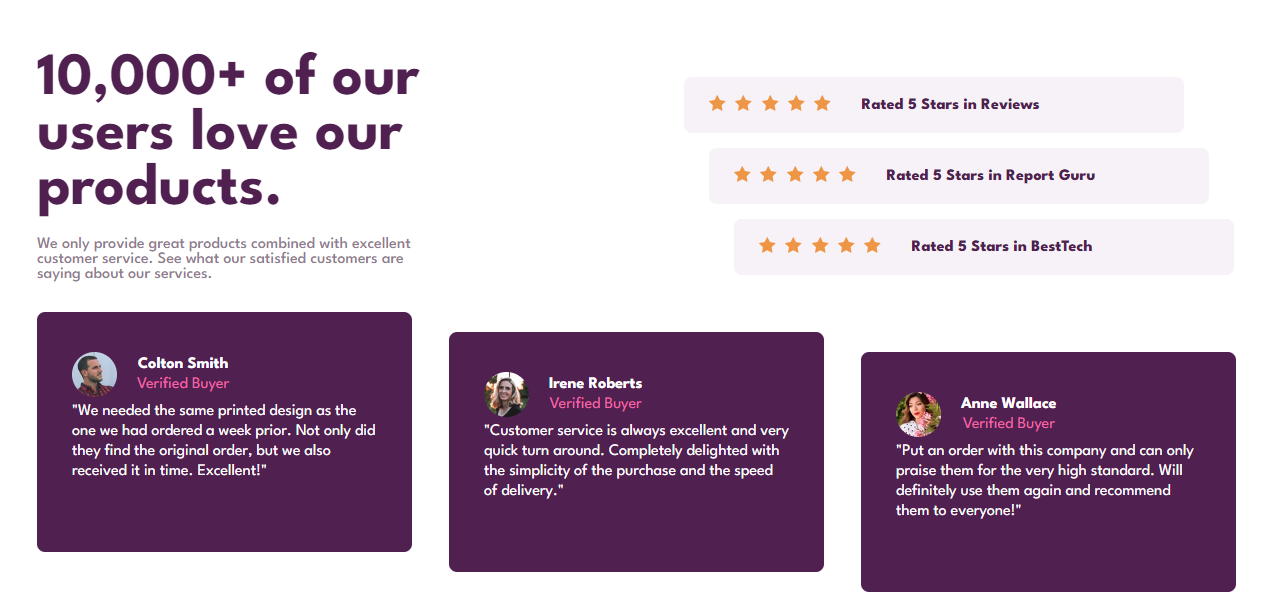 10,000+ of our
users love our
products.
We only provide great products combined with excellent
customer service. See what our satisfied customers are
saying about our services.
Rated 5 Stars in Reviews
Rated 5 Stars in Report Guru
Rated 5 Stars in BestTech
Colton Smith
Verified Buyer
"We needed the same printed design as the
one we had ordered a week prior. Not only did
they find the original order, but we also
received it in time. Excellent!"
Irene Roberts
Verified Buyer
"Customer service is always excellent and very
quick turn around. Completely delighted with
the simplicity of the purchase and the speed
of delivery."
Anne Wallace
Verified Buyer
"Put an order with this company and can only
praise them for the very high standard. Will
definitely use them again and recommend
them to everyone!"